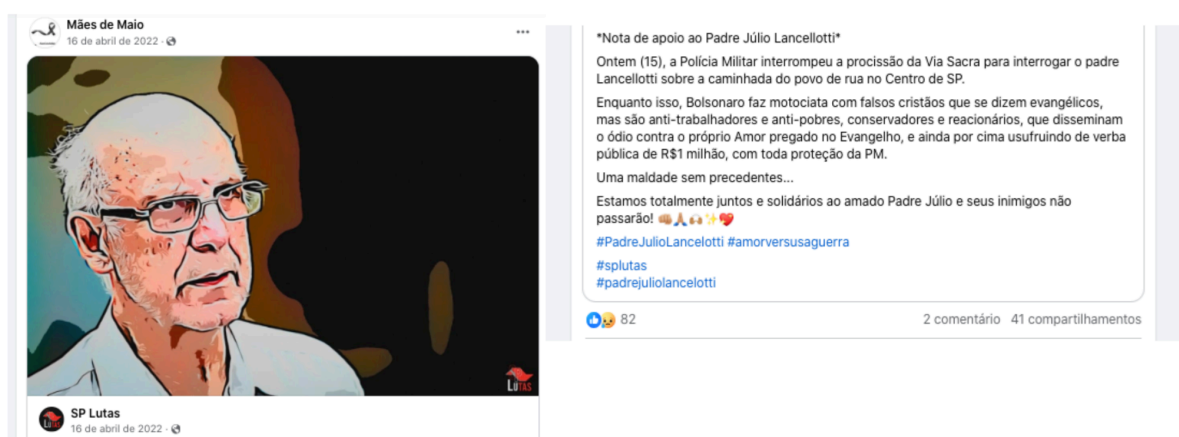 Mães de Maio
16 de abril de 2022 ·
LUTAS
SP Lutas
16 de abril de 2022 ·
*Nota de apoio ao Padre Júlio Lancellotti*
Ontem (15), a Polícia Militar interrompeu a procissão da Via Sacra para interrogar o padre
Lancellotti sobre a caminhada do povo de rua no Centro de SP.
Enquanto isso, Bolsonaro faz motociata com falsos cristãos que se dizem evangélicos,
mas são anti-trabalhadores e anti-pobres, conservadores e reacionários, que disseminam
o ódio contra o próprio Amor pregado no Evangelho, e ainda por cima usufruindo de verba
pública de R$1 milhão, com toda proteção da PM.
Uma maldade sem precedentes...
Estamos totalmente juntos e solidários ao amado Padre Júlio e seus inimigos não
passarão! 👊🏽🙏🏽🙌🏽✨💖
#PadreJulioLancelotti #amorversusaguerra
#splutas
#padrejuliolancelotti
82
2 comentário 41 compartilhamentos